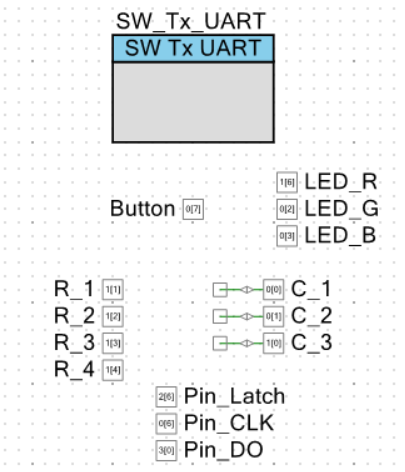 SW_Tx_UART
SW Tx UART
1[6] LED_R
Button 0[7] 0[2] LED_G
0[3] LED_B
R_1 1[1] 0[0] C_1
R_2 1[2] 0[1] C_2
R_3 1[3] 1[0] C_3
R_4 1[4]
2[6] Pin_Latch
0[6] Pin_CLK
3[0] Pin_DO